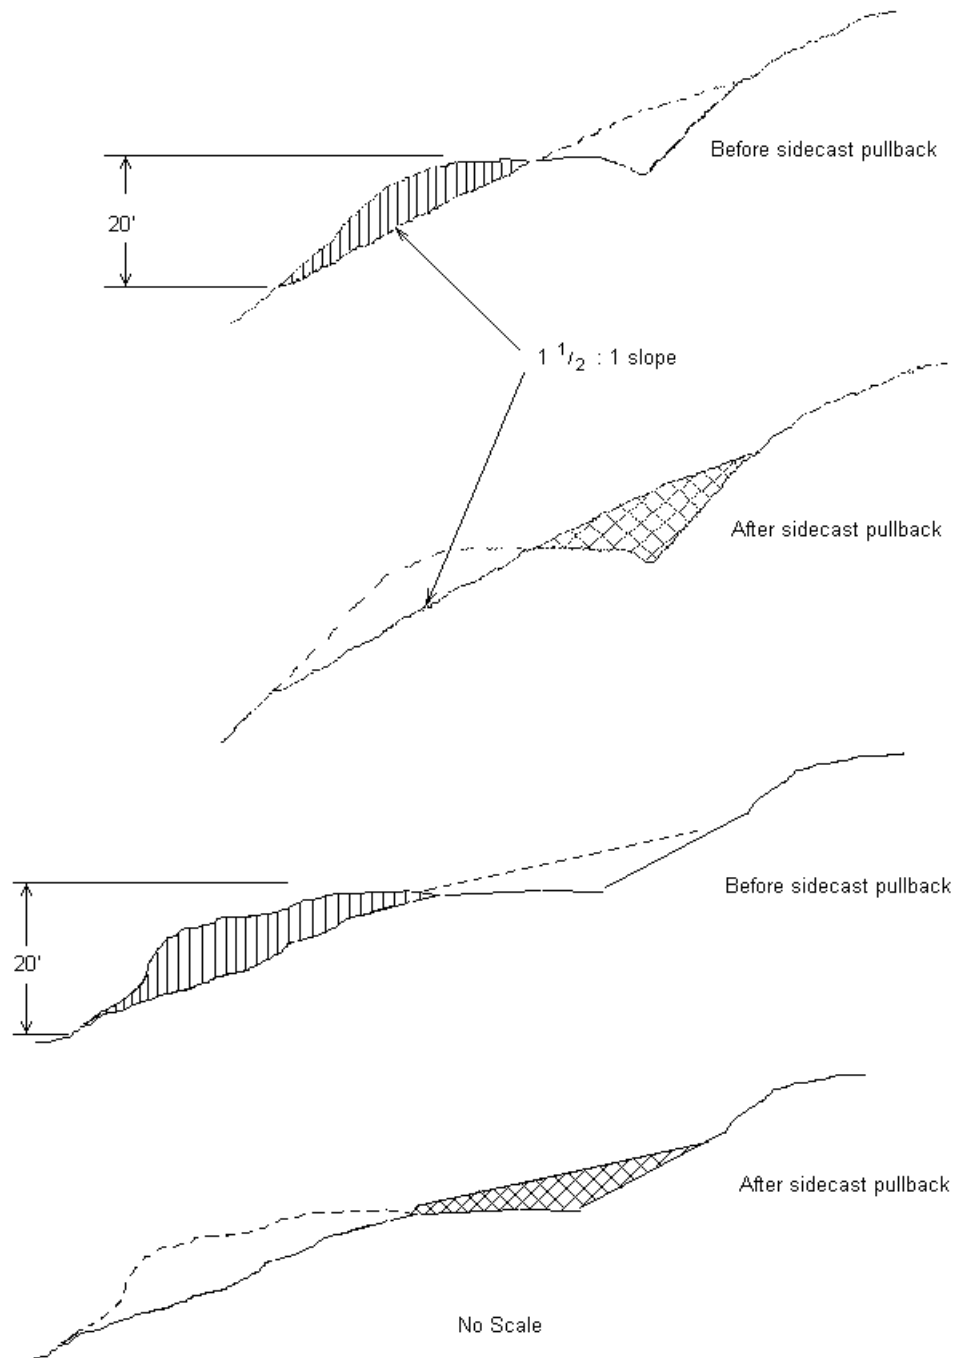 Before sidecast pullback
20'
1 1/2 : 1 slope
After sidecast pullback
Before sidecast pullback
20'
After sidecast pullback
No Scale